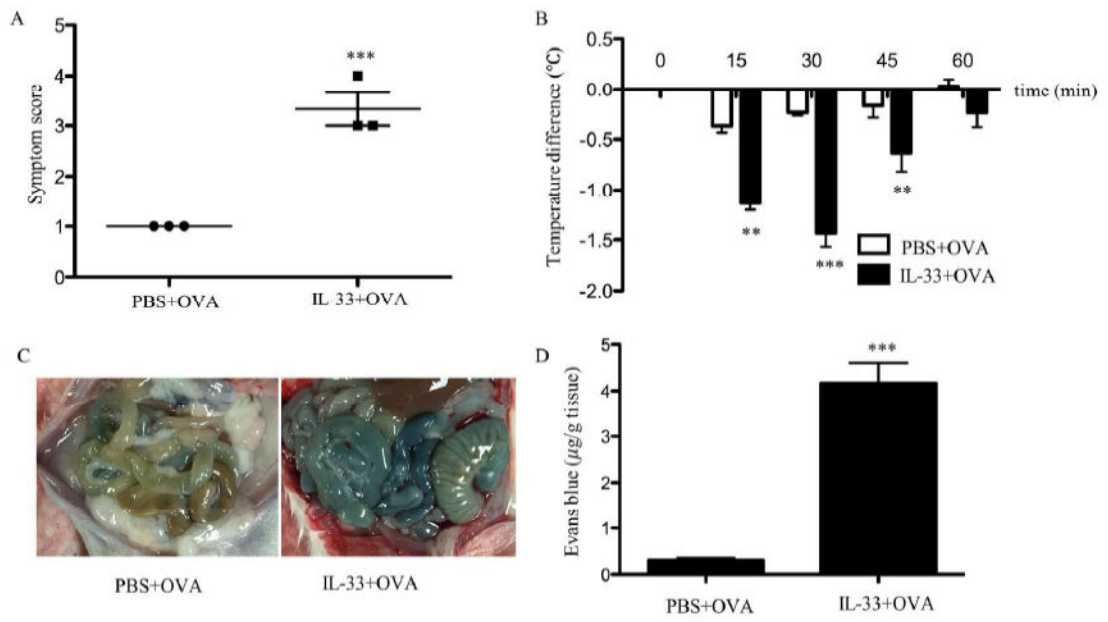 A
5
4
3
2
1
0
Symptom score
***
PBS+OVA
IL 33+OVA
B
0.5
0.0
-0.5
-1.0
-1.5
-2.0
Temperature difference (°C)
0 15 30 45 60
time (min)
**
***
**
PBS+OVA
IL-33+OVA
C
PBS+OVA
IL-33+OVA
D
5
4
3
2
1
0
Evans blue (µg/g tissue)
***
PBS+OVA
IL-33+OVA